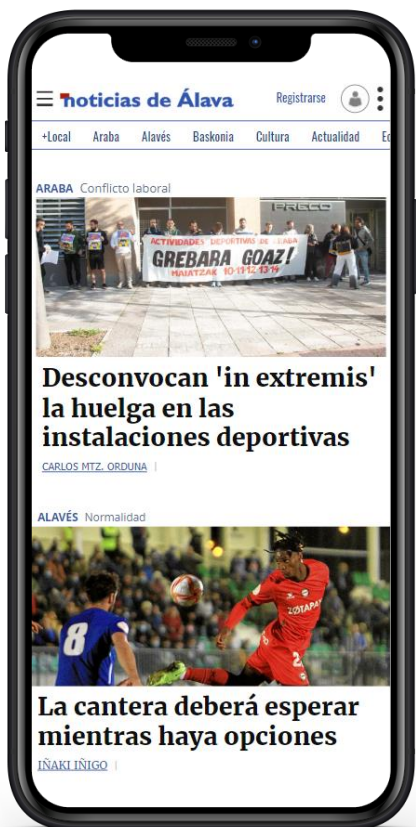 noticias de Álava
Registrarse
+Local Araba Alavés Baskonia Cultura Actualidad
ARABA Conflicto laboral
PRECO
ACTIVIDADES DEPORTIVAS DE
GREBARA GOAZ!
MAIATZAK 10-11-12-13-14
Desconvocan 'in extremis'
la huelga en las
instalaciones deportivas
CARLOS MTZ. ORDUNA
ALAVÉS Normalidad
8
La cantera deberá esperar
mientras haya opciones
IÑAKI IÑIGO